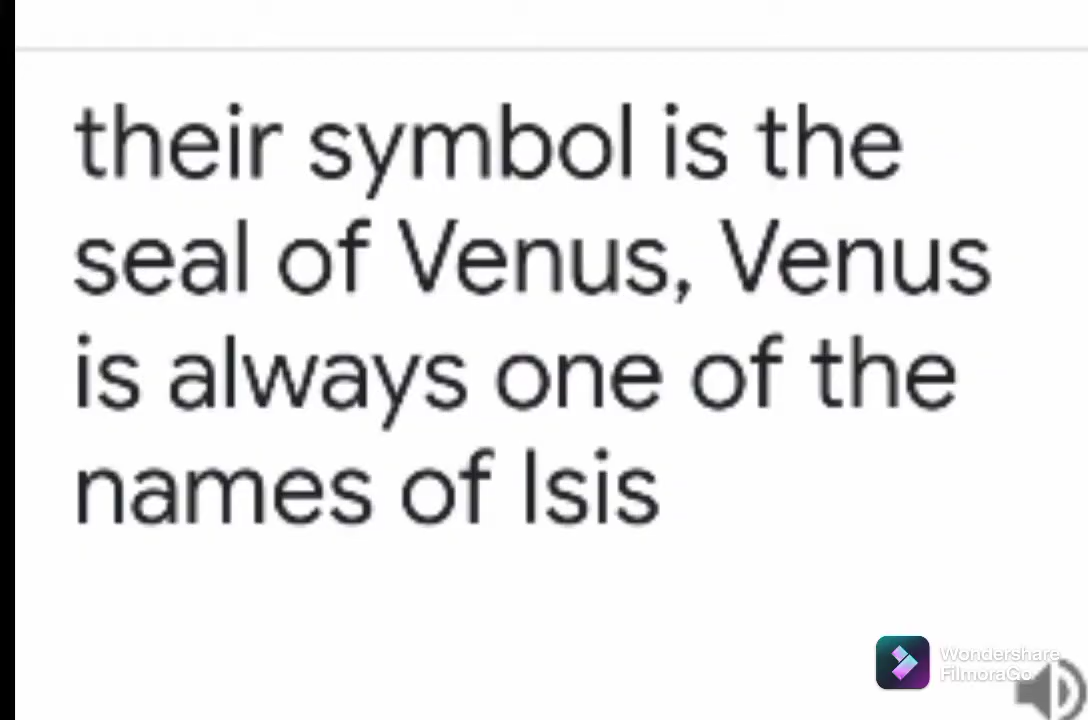 their symbol is the
seal of Venus, Venus
is always one of the
names of Isis
Wondershare
FilmoraGo